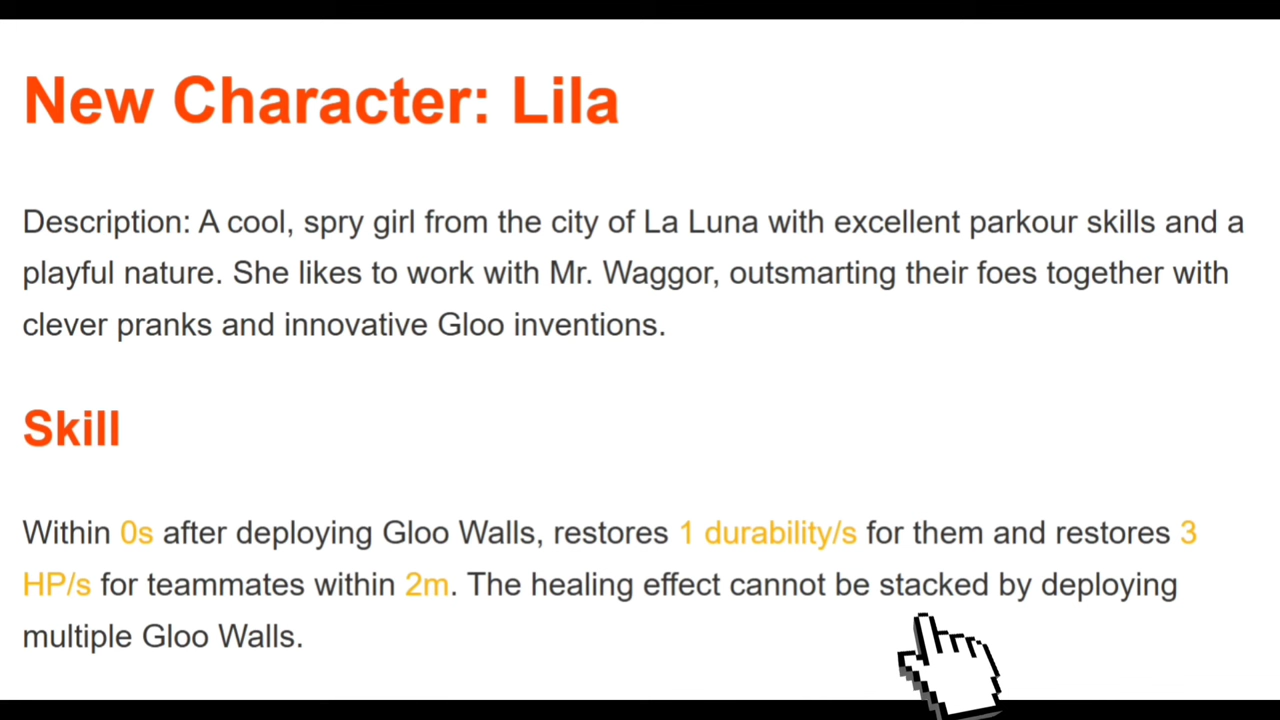 New Character: Lila
Description: A cool, spry girl from the city of La Luna with excellent parkour skills and a
playful nature. She likes to work with Mr. Waggor, outsmarting their foes together with
clever pranks and innovative Gloo inventions.
Skill
Within 0s after deploying Gloo Walls, restores 1 durability/s for them and restores 3
HP/s for teammates within 2m. The healing effect cannot be stacked by deploying
multiple Gloo Walls.